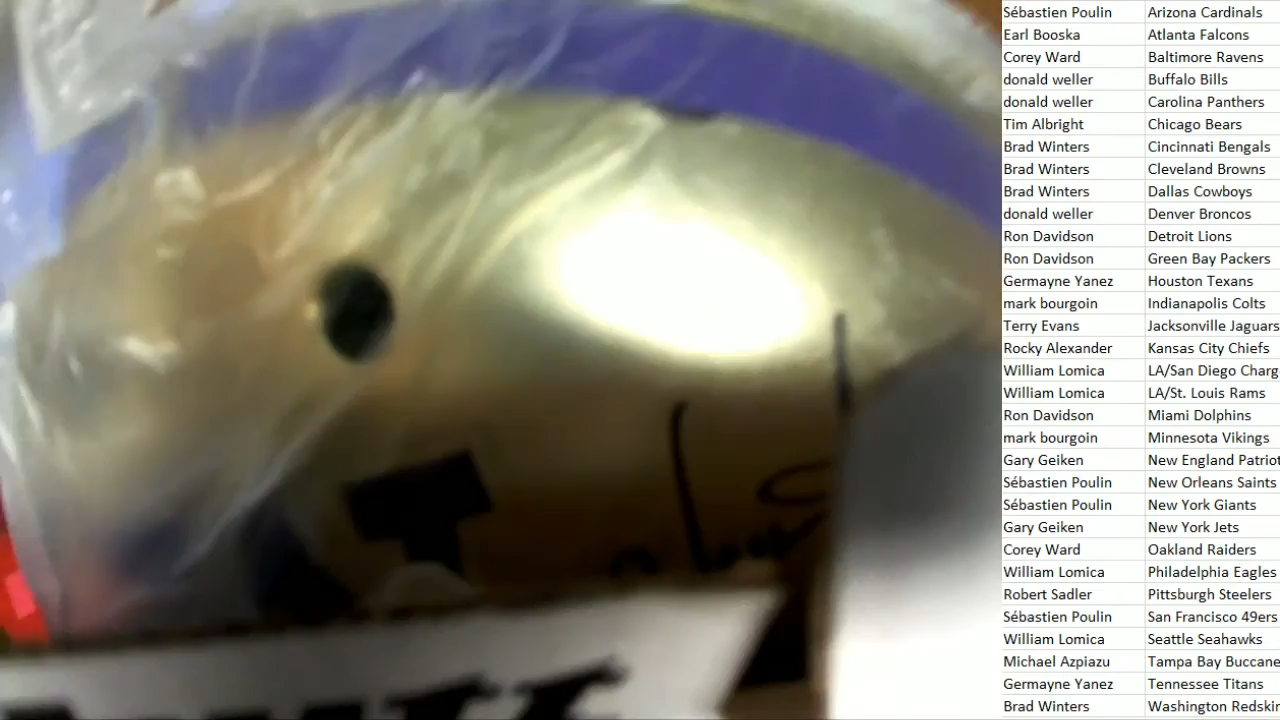 Sébastien Poulin Arizona Cardinals
Earl Booska Atlanta Falcons
Corey Ward Baltimore Ravens
donald weller Buffalo Bills
donald weller Carolina Panthers
Tim Albright Chicago Bears
Brad Winters Cincinnati Bengals
Brad Winters Cleveland Browns
Brad Winters Dallas Cowboys
donald weller Denver Broncos
Ron Davidson Detroit Lions
Ron Davidson Green Bay Packers
Germayne Yanez Houston Texans
mark bourgoin Indianapolis Colts
Terry Evans Jacksonville Jaguars
Rocky Alexander Kansas City Chiefs
William Lomica LA/San Diego Charg
William Lomica LA/St. Louis Rams
Ron Davidson Miami Dolphins
mark bourgoin Minnesota Vikings
Gary Geiken New England Patriot
Sébastien Poulin New Orleans Saints
Sébastien Poulin New York Giants
Gary Geiken New York Jets
Corey Ward Oakland Raiders
William Lomica Philadelphia Eagles
Robert Sadler Pittsburgh Steelers
Sébastien Poulin San Francisco 49ers
William Lomica Seattle Seahawks
Michael Azpiazu Tampa Bay Buccane
Germayne Yanez Tennessee Titans
Brad Winters Washington Redski